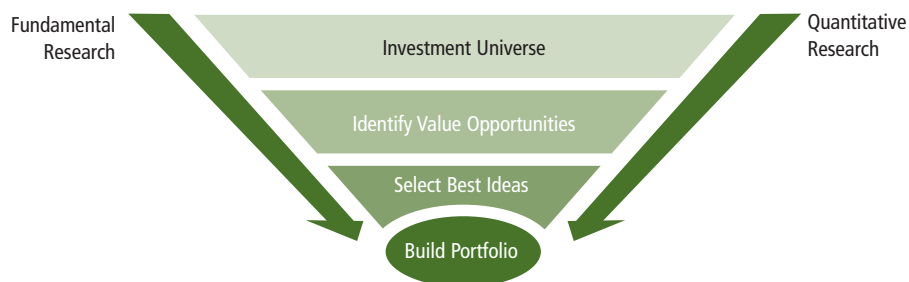 Fundamental
Research
Quantitative
Research
Investment Universe
Identify Value Opportunities
Select Best Ideas
Build Portfolio